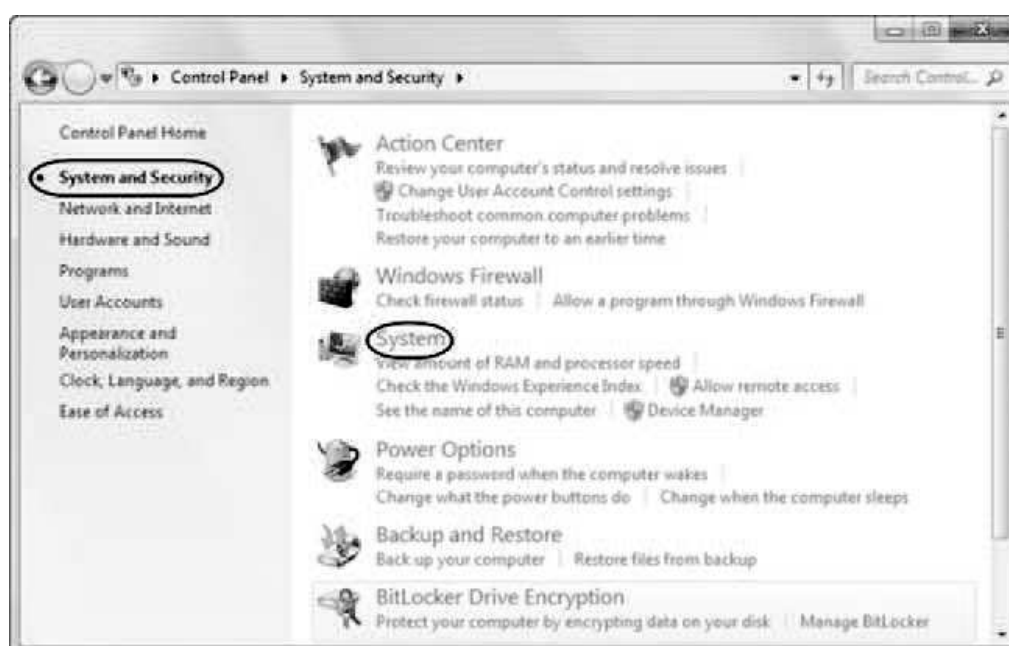 Control Panel ▸ System and Security ▸
Search Control...
Control Panel Home
System and Security
Network and Internet
Hardware and Sound
Programs
User Accounts
Appearance and
Personalization
Clock, Language, and Region
Ease of Access
Action Center
Review your computer's status and resolve issues
Change User Account Control settings
Troubleshoot common computer problems
Restore your computer to an earlier time
Windows Firewall
Check firewall status Allow a program through Windows Firewall
System
View amount of RAM and processor speed
Check the Windows Experience Index Allow remote access
See the name of this computer Device Manager
Power Options
Require a password when the computer wakes
Change what the power buttons do Change when the computer sleeps
Backup and Restore
Back up your computer Restore files from backup
BitLocker Drive Encryption
Protect your computer by encrypting data on your disk Manage BitLocker